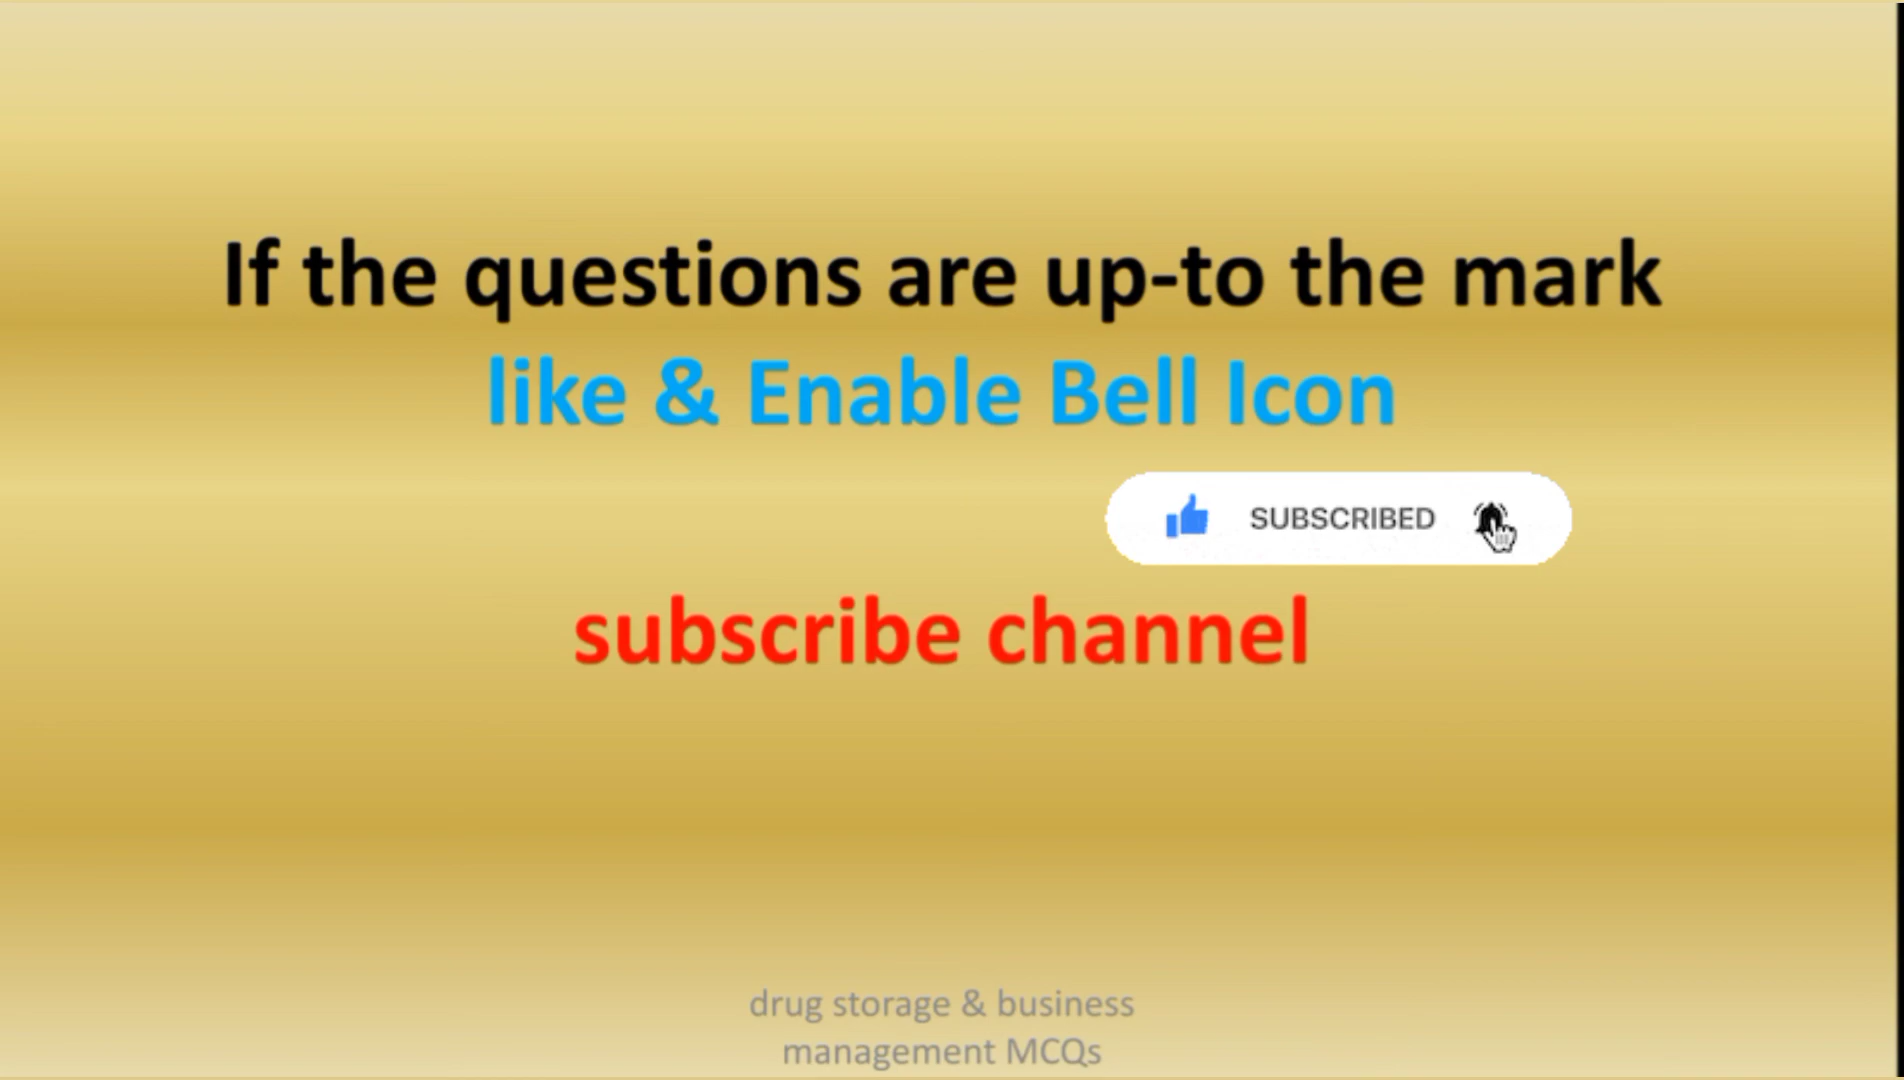 If the questions are up-to the mark
like & Enable Bell Icon
SUBSCRIBED
subscribe channel
drug storage & business
management MCQs